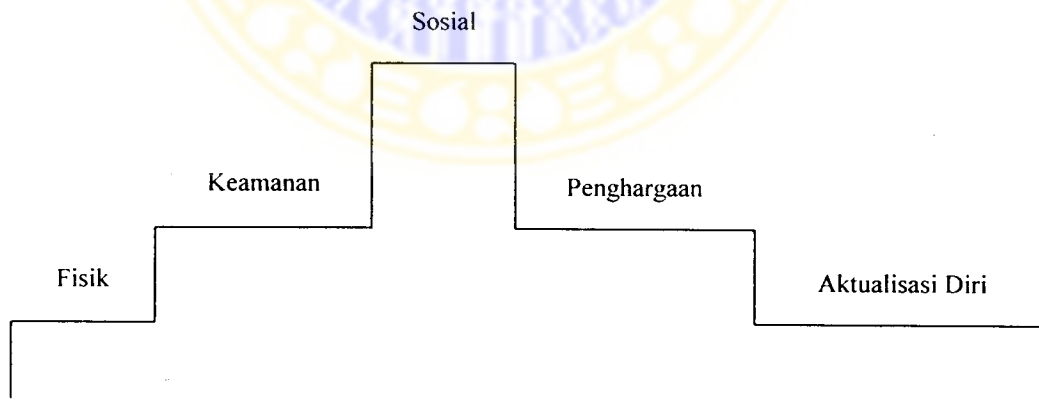 Sosial
Keamanan
Penghargaan
Fisik
Aktualisasi Diri